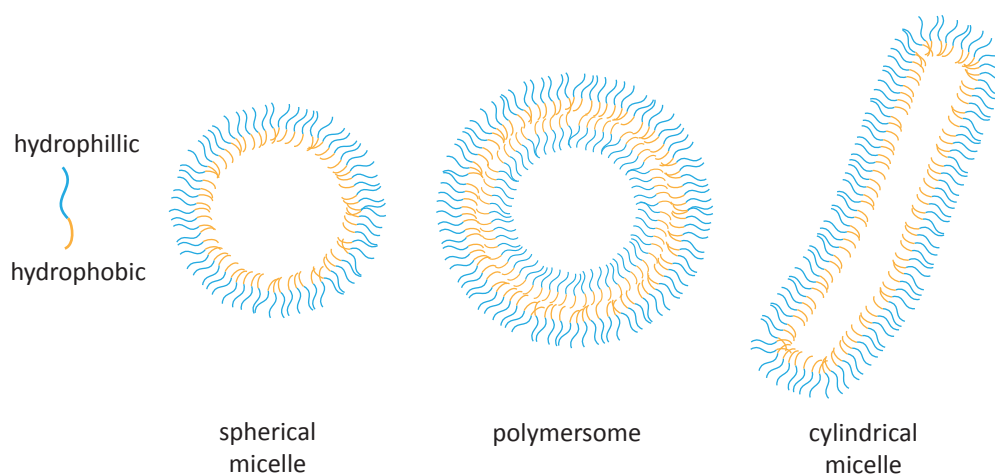 hydrophillic
hydrophobic
spherical
micelle
polymersome
cylindrical
micelle